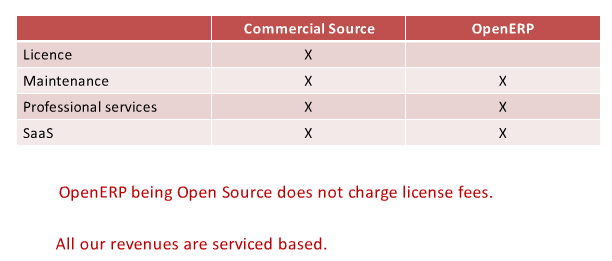 Commercial Source OpenERP
Licence X
Maintenance X X
Professional services X X
SaaS X X
OpenERP being Open Source does not charge license fees.
All our revenues are serviced based.